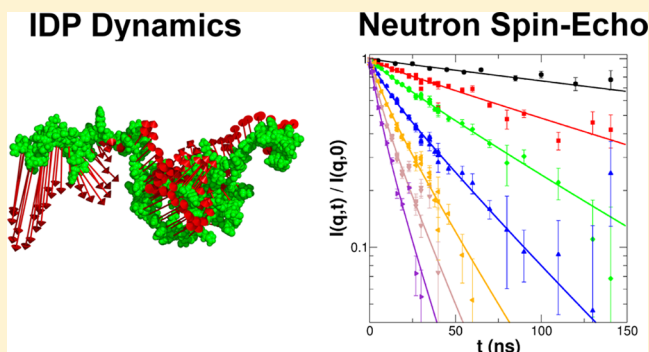 IDP Dynamics
Neutron Spin-Echo
I(q,t) / I(q,0)
1
0.1
0
50
100
150
t (ns)